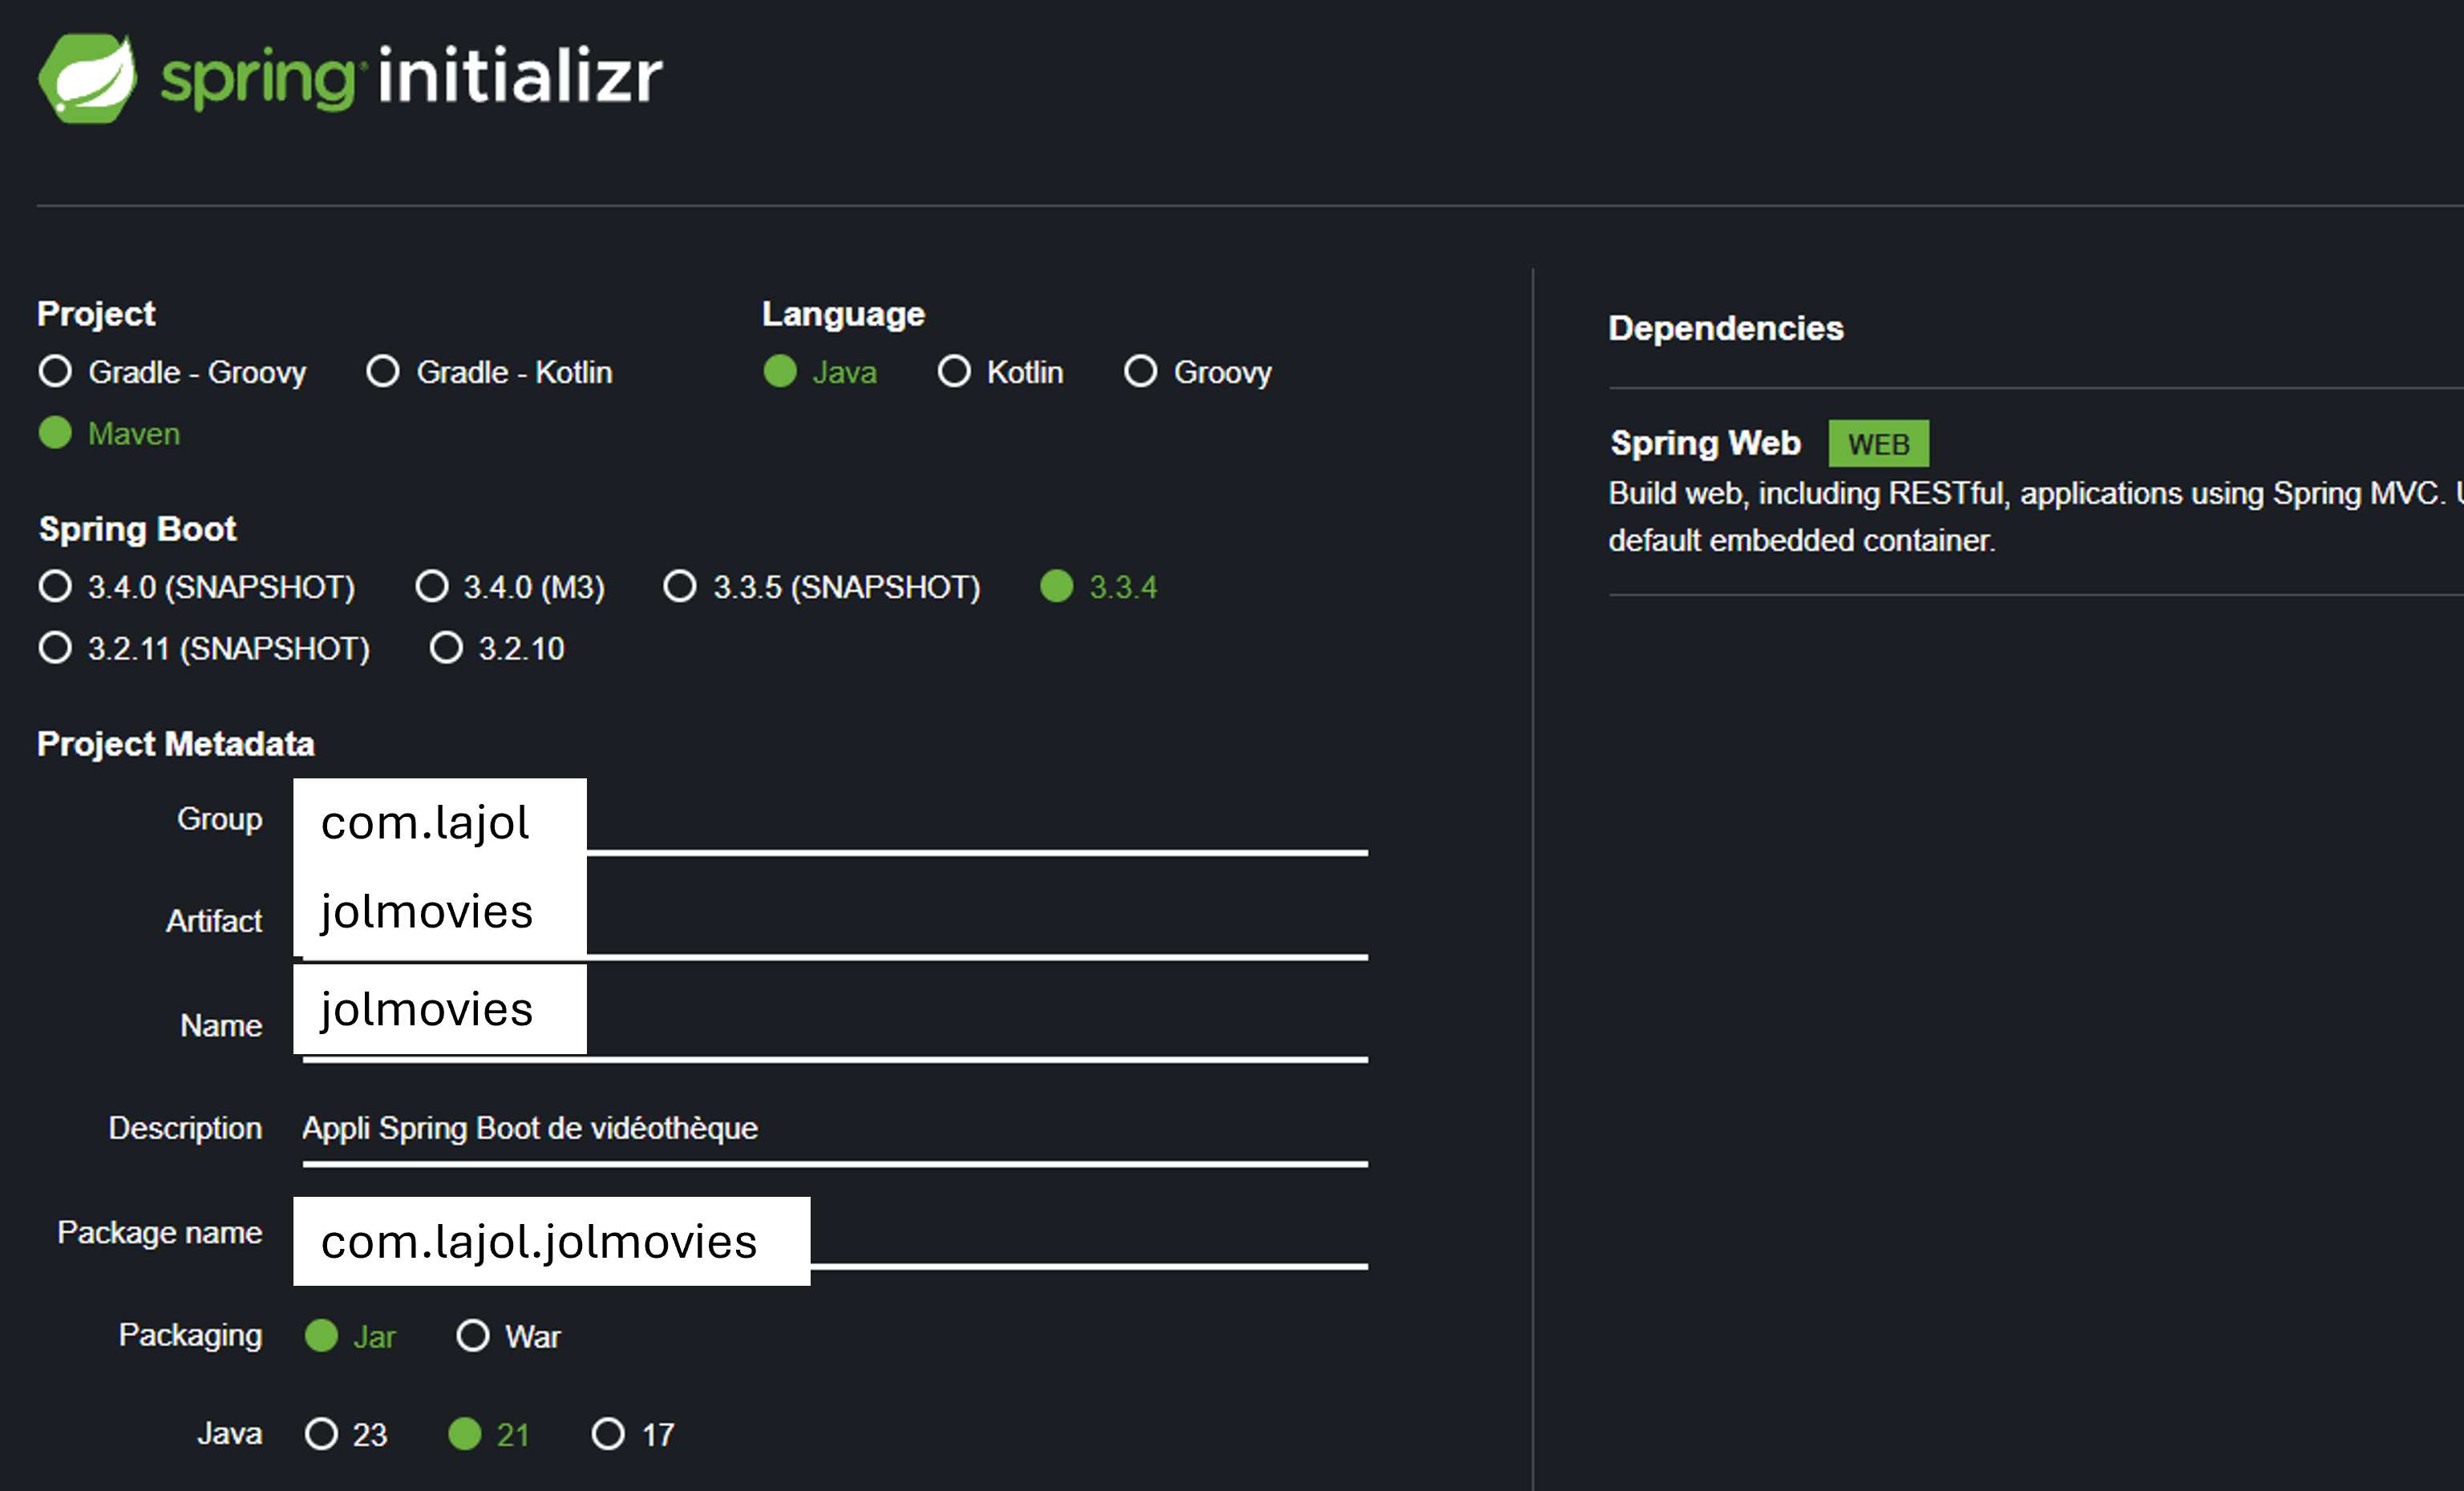 spring initializr
Project
Gradle - Groovy Gradle - Kotlin
Maven
Language
Java Kotlin Groovy
Spring Boot
3.4.0 (SNAPSHOT) 3.4.0 (M3) 3.3.5 (SNAPSHOT) 3.3.4
3.2.11 (SNAPSHOT) 3.2.10
Project Metadata
Group com.lajol
Artifact jolmovies
Name jolmovies
Description Appli Spring Boot de vidéothèque
Package name com.lajol.jolmovies
Packaging Jar War
Java 23 21 17
Dependencies
Spring Web WEB
Build web, including RESTful, applications using Spring MVC.
default embedded container.